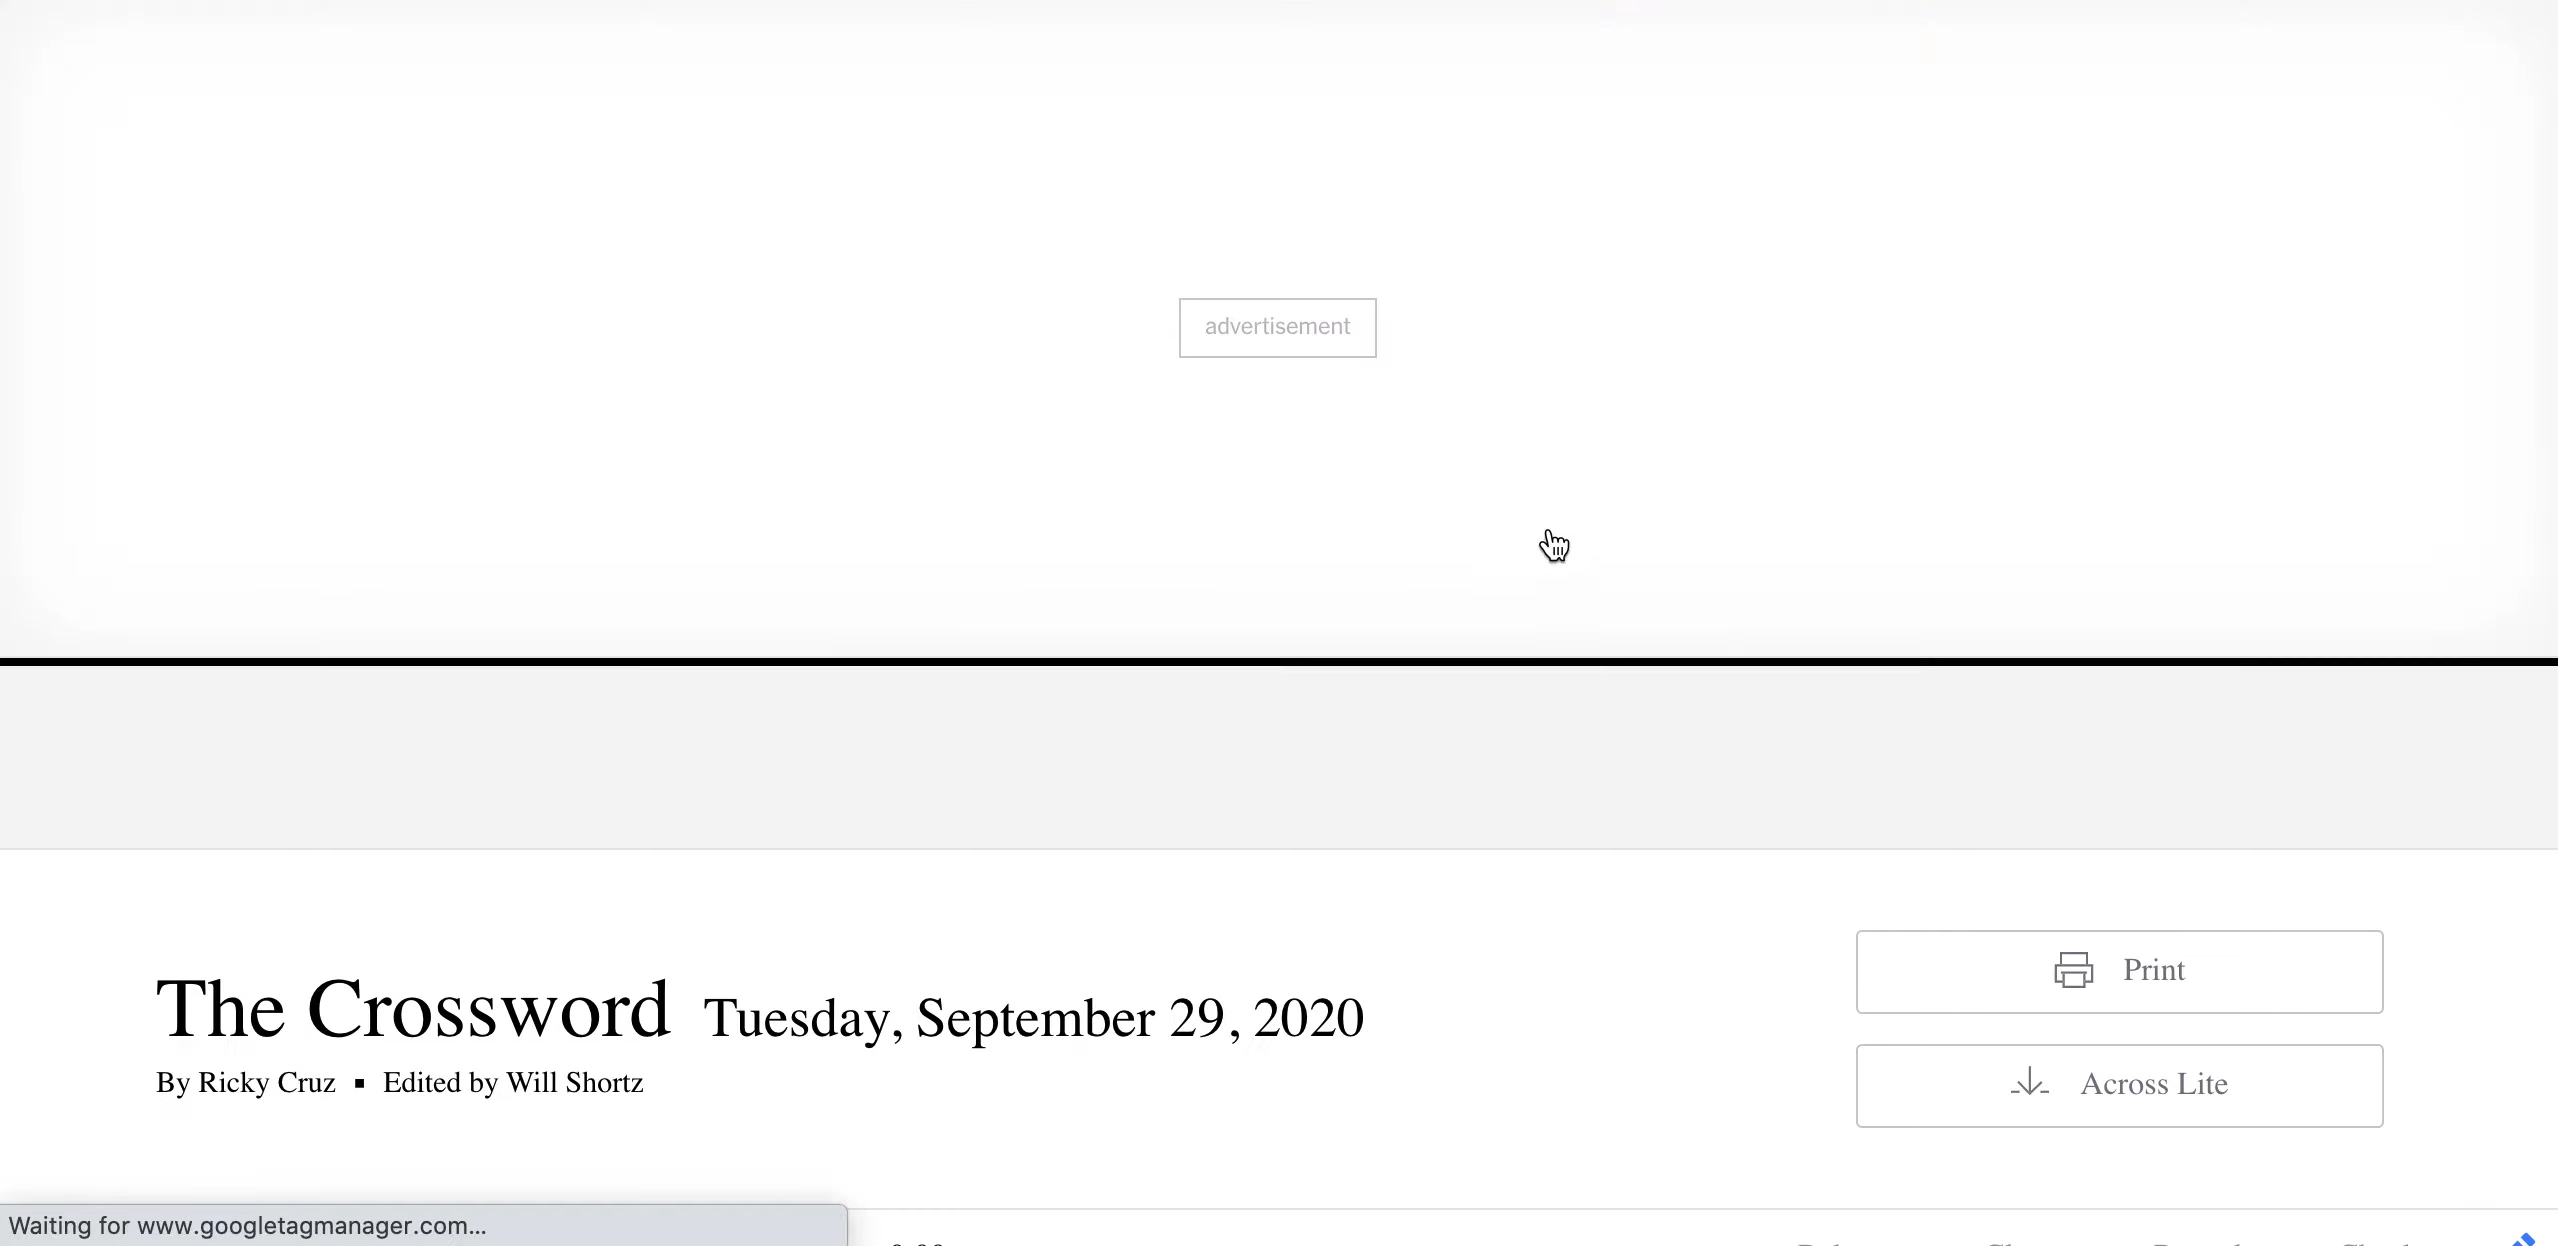 advertisement
The Crossword Tuesday, September 29, 2020
By Ricky Cruz ■ Edited by Will Shortz
Print
Across Lite
Waiting for www.googletagmanager.com...